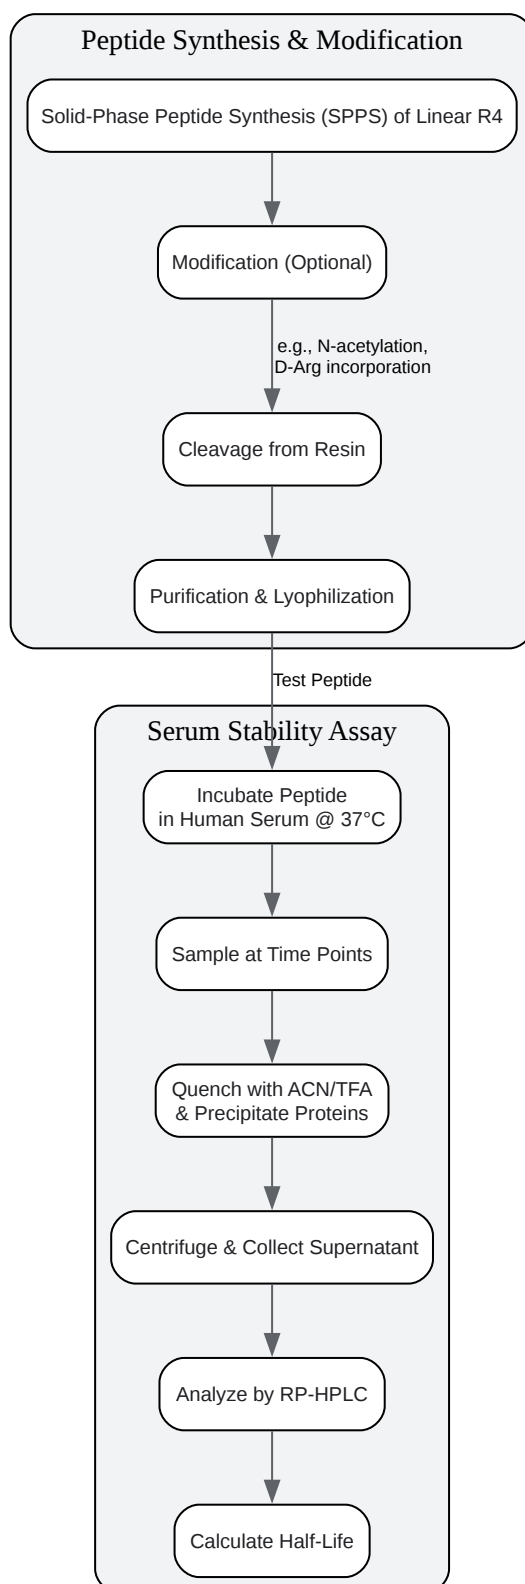 Peptide Synthesis & Modification
Solid-Phase Peptide Synthesis (SPPS) of Linear R4
Modification (Optional)
e.g., N-acetylation,
D-Arg incorporation
Cleavage from Resin
Purification & Lyophilization
Test Peptide
Serum Stability Assay
Incubate Peptide
in Human Serum @ 37°C
Sample at Time Points
Quench with ACN/TFA
& Precipitate Proteins
Centrifuge & Collect Supernatant
Analyze by RP-HPLC
Calculate Half-Life